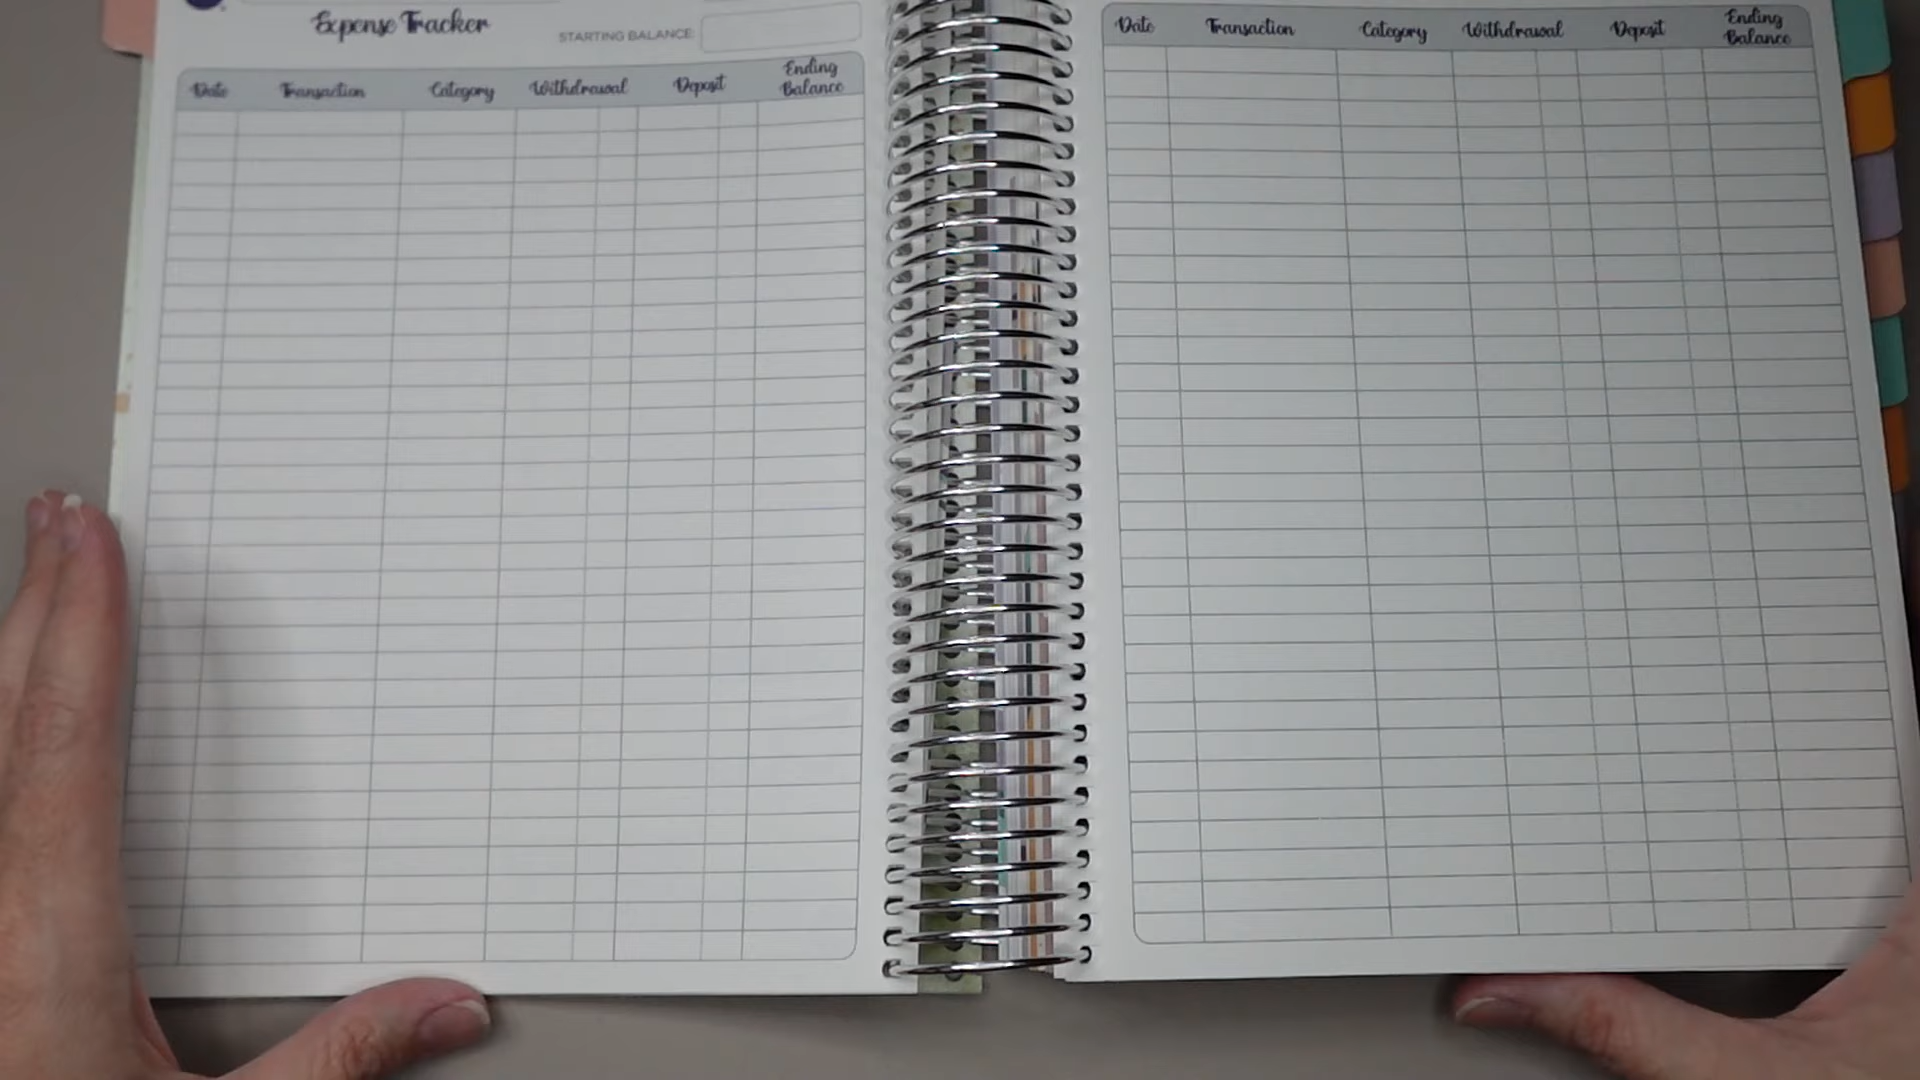 Expense Tracker
STARTING BALANCE:
Date Transaction Category Withdrawal Deposit Ending Balance
Date Transaction Category Withdrawal Deposit Ending Balance